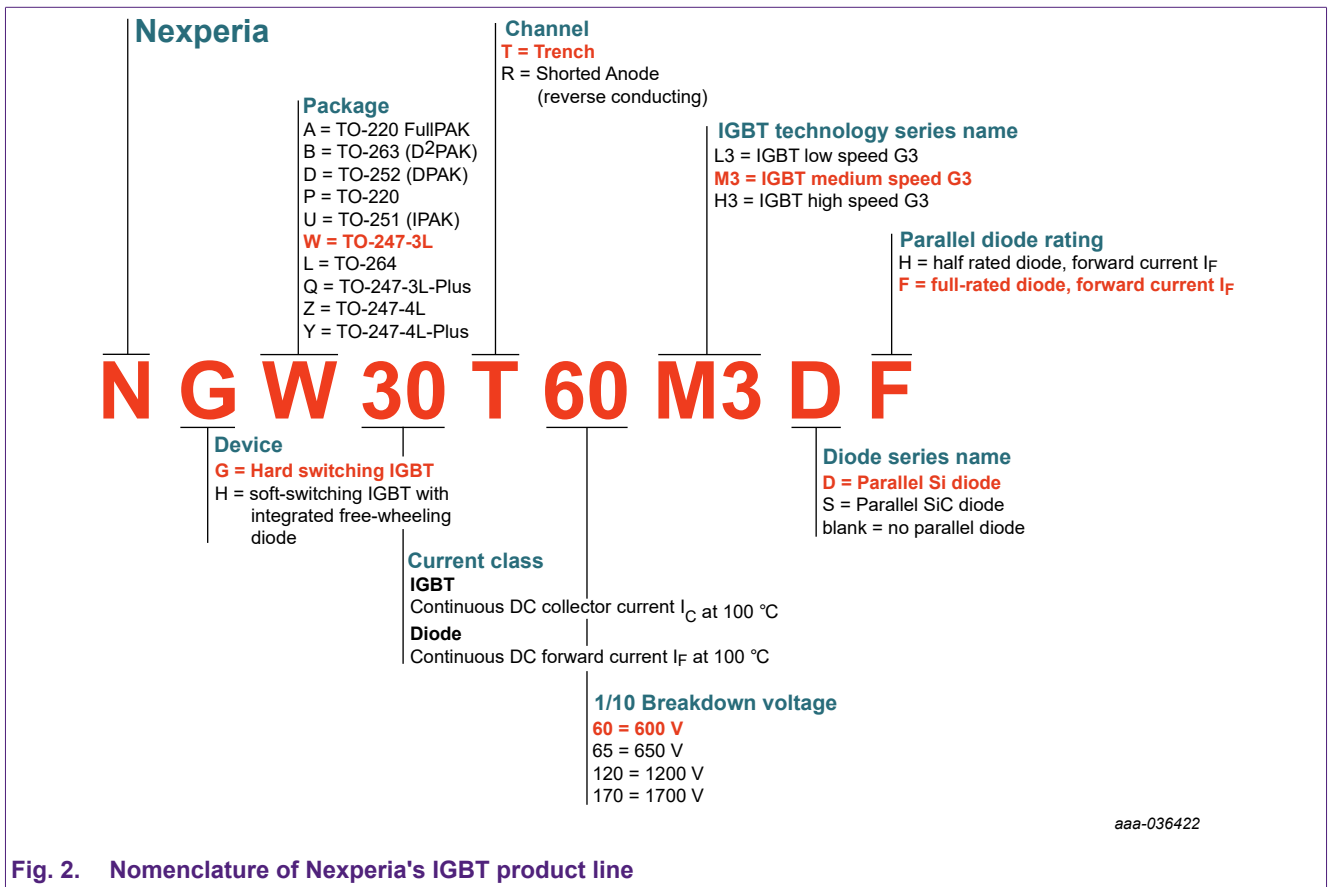 Nexperia
Channel
T = Trench
R = Shorted Anode
(reverse conducting)
Package
A = TO-220 FullPAK
B = TO-263 (D2PAK)
D = TO-252 (DPAK)
P = TO-220
U = TO-251 (IPAK)
W = TO-247-3L
L = TO-264
Q = TO-247-3L-Plus
Z = TO-247-4L
Y = TO-247-4L-Plus
IGBT technology series name
L3 = IGBT low speed G3
M3 = IGBT medium speed G3
H3 = IGBT high speed G3
Parallel diode rating
H = half rated diode, forward current IF
F = full-rated diode, forward current IF
N G W 30 T 60 M3 D F
Device
G = Hard switching IGBT
H = soft-switching IGBT with
integrated free-wheeling
diode
Current class
IGBT
Continuous DC collector current IC at 100 °C
Diode
Continuous DC forward current IF at 100 °C
1/10 Breakdown voltage
60 = 600 V
65 = 650 V
120 = 1200 V
170 = 1700 V
Diode series name
D = Parallel Si diode
S = Parallel SiC diode
blank = no parallel diode
aaa-036422
Fig. 2. Nomenclature of Nexperia's IGBT product line